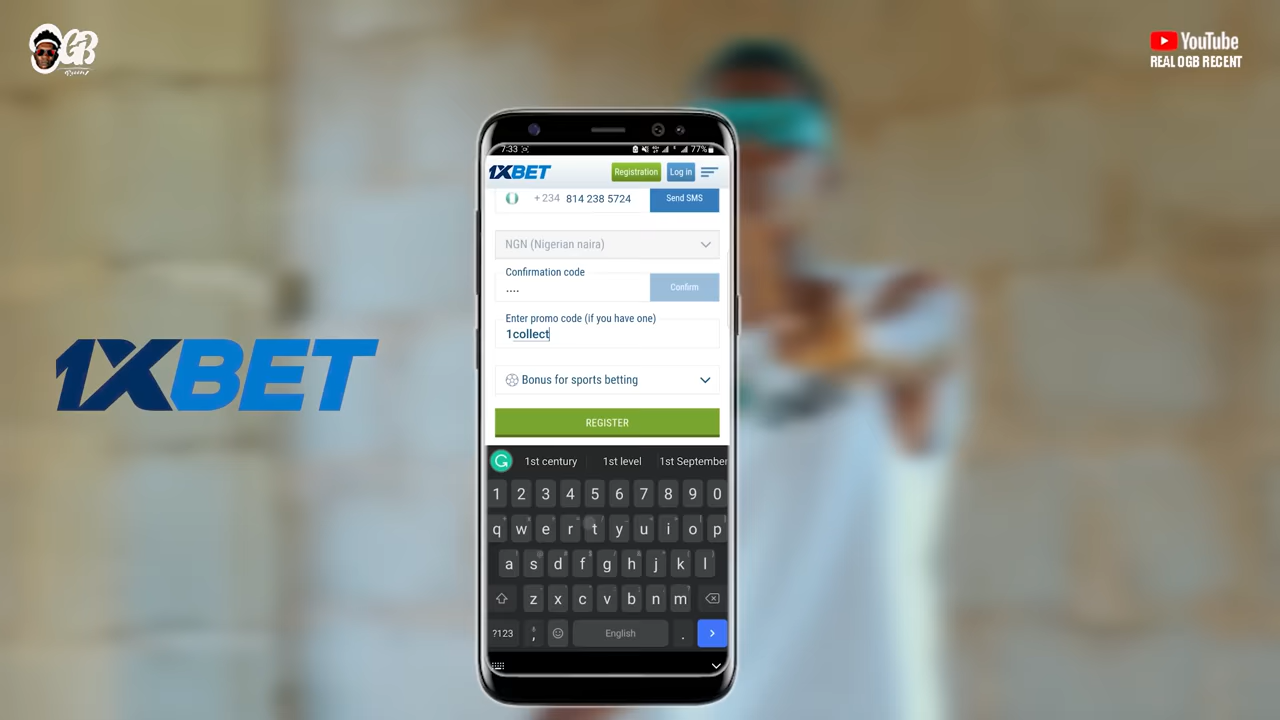 GB
YouTube
REAL OGB RECENT
7:33
77%
1XBET
Registration
Log in
+234 814 238 5724
Send SMS
NGN (Nigerian naira)
Confirmation code
....
Confirm
Enter promo code (if you have one)
1collect
Bonus for sports betting
REGISTER
1XBET
1st century
1st level
1st September
1 2 3 4 5 6 7 8 9 0
q w e r t y u i o p
a s d f g h j k l
z x c v b n m
?123 , English .